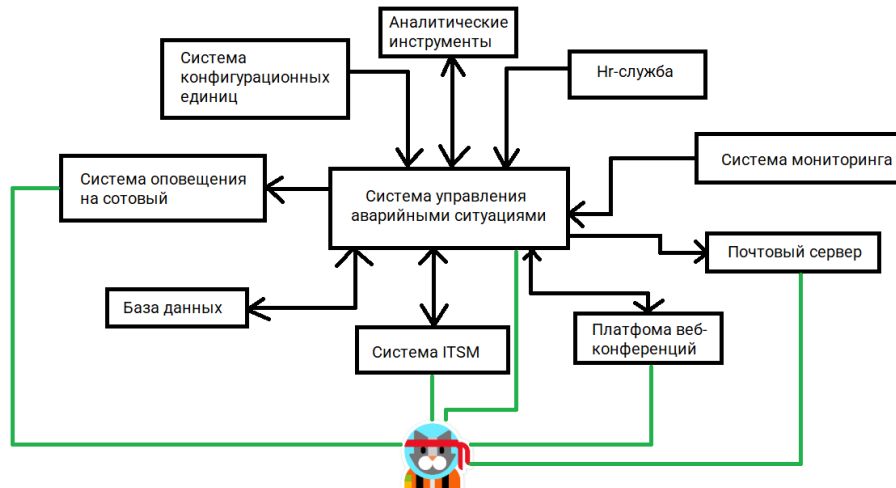 Аналитические
инструменты
Система
конфигурационных
единиц
Hr-служба
Система мониторинга
Система оповещения
на сотовый
Система управления
аварийными ситуациями
Почтовый сервер
База данных
Система ITSM
Платфома веб-
конференций